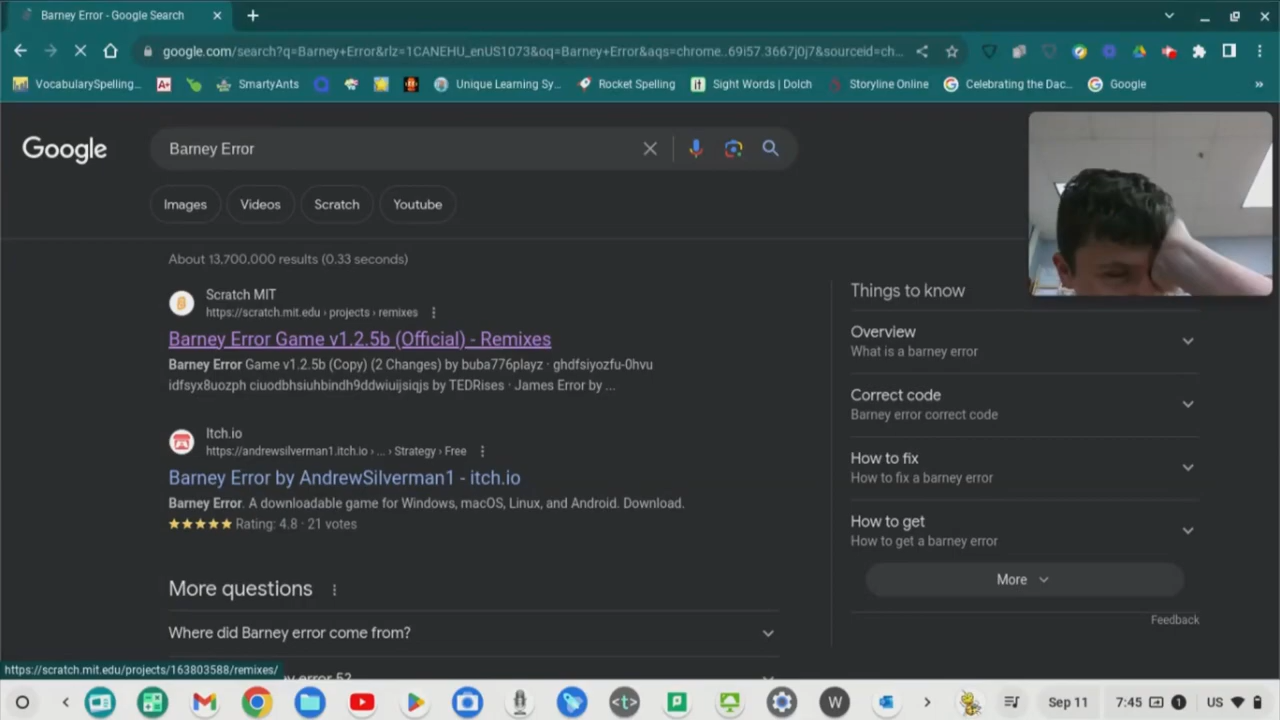 Barney Error - Google Search
google.com/search?q=Barney+Error&rlz=1CANEHU_enUS1073&oq=Barney+Error&aqs=chrome..69i57.3667j0j7&sourceid=ch...
VocabularySpelling...
A+
SmartyAnts
Unique Learning Sy...
Rocket Spelling
Sight Words | Dolch
Storyline Online
Celebrating the Dac...
Google
»
Google
Barney Error
Images
Videos
Scratch
Youtube
About 13,700,000 results (0.33 seconds)
Scratch MIT
https://scratch.mit.edu › projects › remixes
Barney Error Game v1.2.5b (Official) - Remixes
Barney Error Game v1.2.5b (Copy) (2 Changes) by buba776playz · ghdfsiyozfu-0hvu
idfsyx8uozph ciuodbhsiuhbindh9ddwiuijsiqjs by TEDRises · James Error by ...
Itch.io
https://andrewsilverman1.itch.io › ... › Strategy › Free
Barney Error by AndrewSilverman1 - itch.io
Barney Error. A downloadable game for Windows, macOS, Linux, and Android. Download.
Rating: 4.8 · 21 votes
More questions
Where did Barney error come from?
Things to know
Overview
What is a barney error
Correct code
Barney error correct code
How to fix
How to fix a barney error
How to get
How to get a barney error
More
Feedback
https://scratch.mit.edu/projects/163803588/remixes/
Sep 11
7:45
1
US